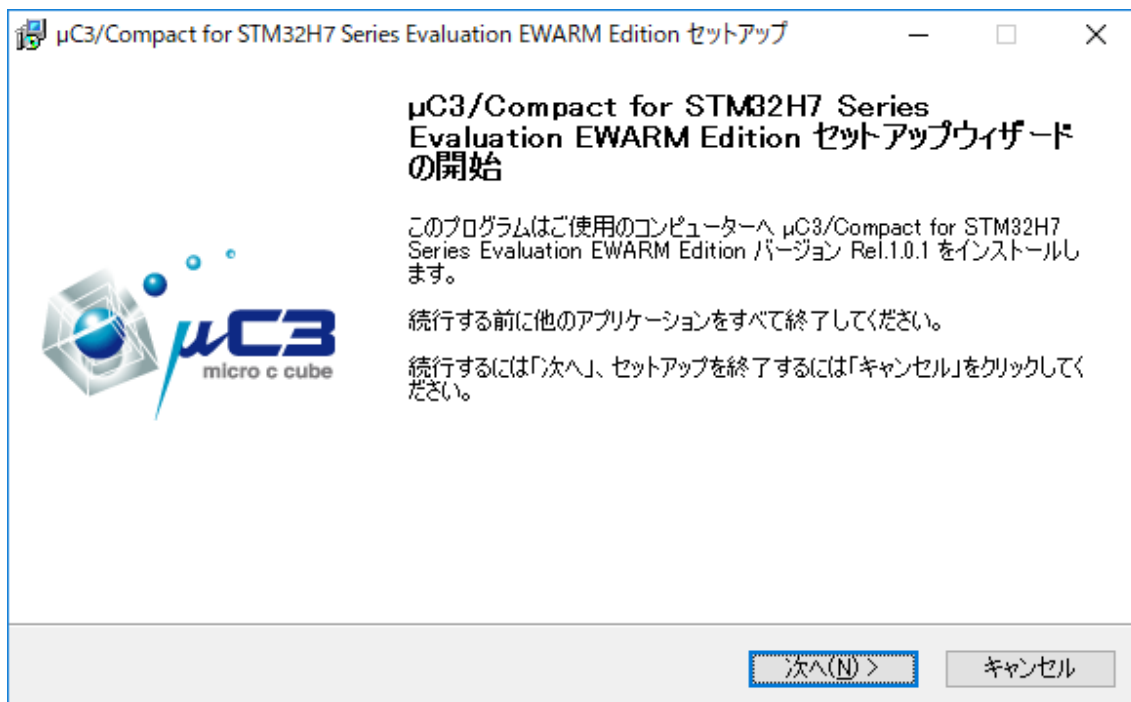 µC3/Compact for STM32H7 Series Evaluation EWARM Edition セットアップ
µC3/Compact for STM32H7 Series
Evaluation EWARM Edition セットアップウィザード
の開始
このプログラムはご使用のコンピューターへ µC3/Compact for STM32H7
Series Evaluation EWARM Edition バージョン Rel.1.0.1 をインストールし
ます。
続行する前に他のアプリケーションをすべて終了してください。
続行するには「次へ」、セットアップを終了するには「キャンセル」をクリックしてく
ださい。
µC3
micro c cube
次へ(N) >
キャンセル